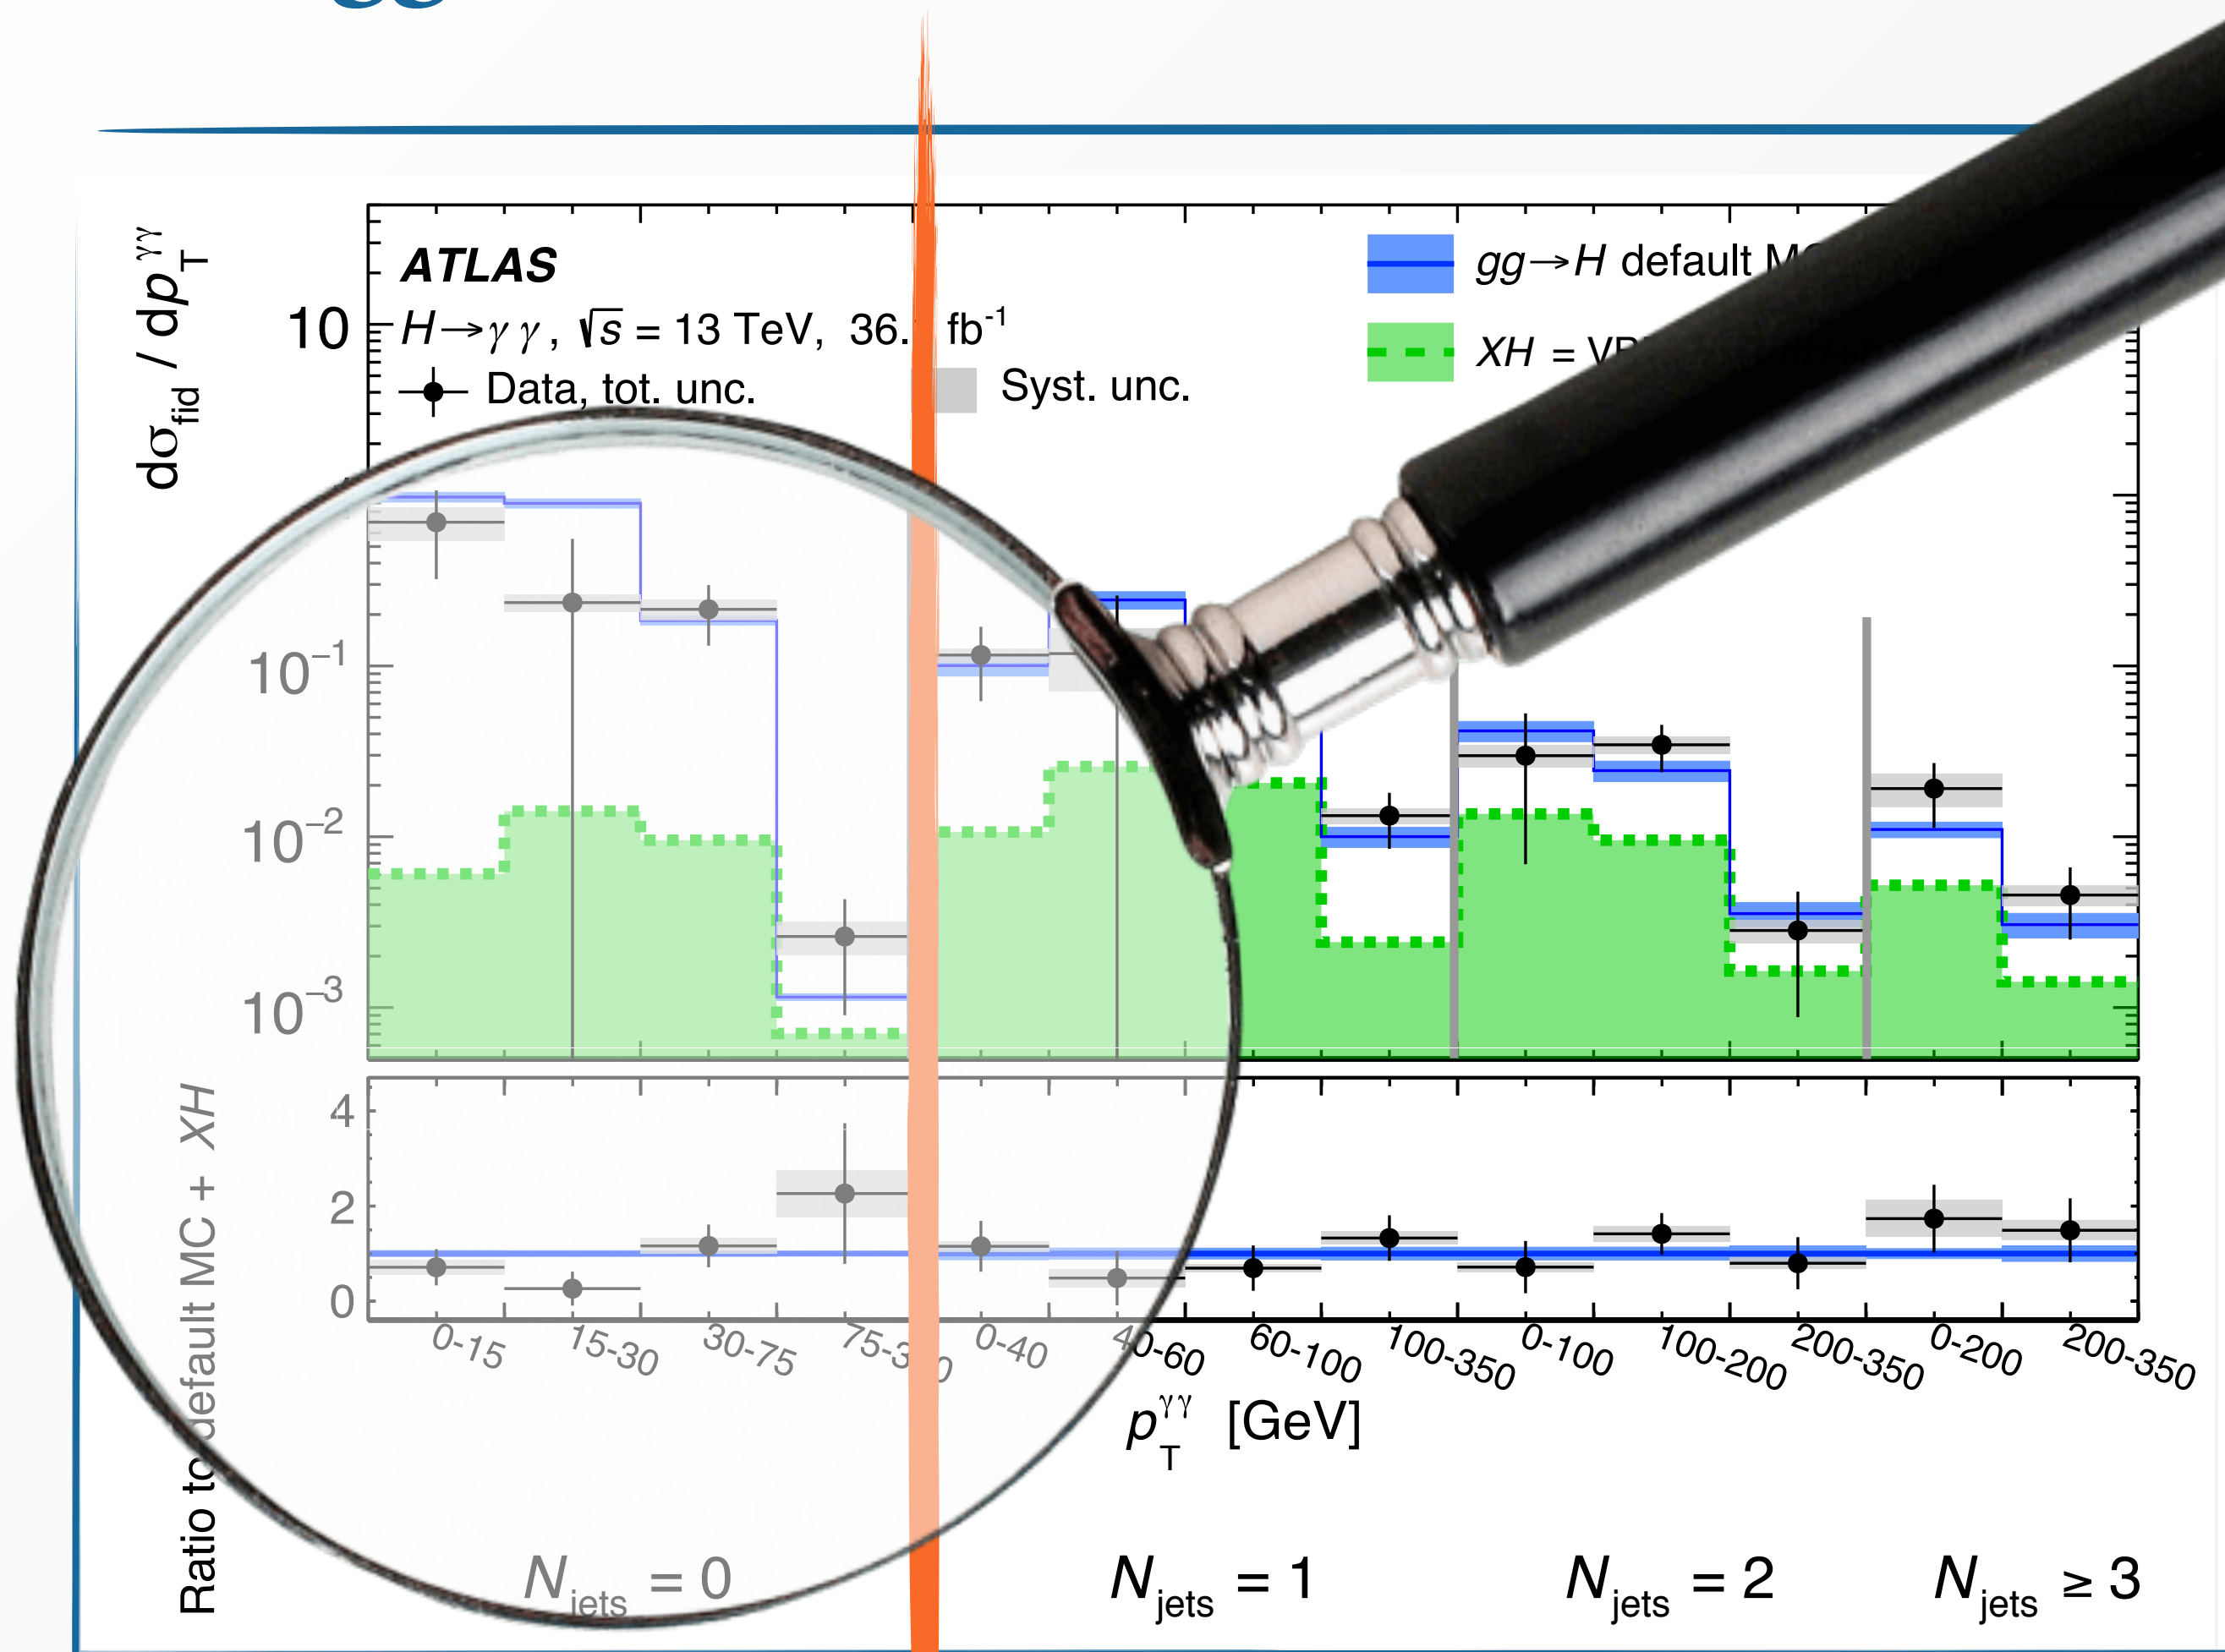 dσfid / dpTγγ
ATLAS
H→γγ, √s = 13 TeV, 36. fb-1
Data, tot. unc.
Syst. unc.
gg→H default
XH =
10
10−1
10−2
10−3
Ratio to default MC + XH
4
2
0
0-15 15-30 30-75 0-40 40-60 60-100 100-350 0-100 100-200 200-350 0-200 200-350
pTγγ [GeV]
Njets = 0 Njets = 1 Njets = 2 Njets ≥ 3